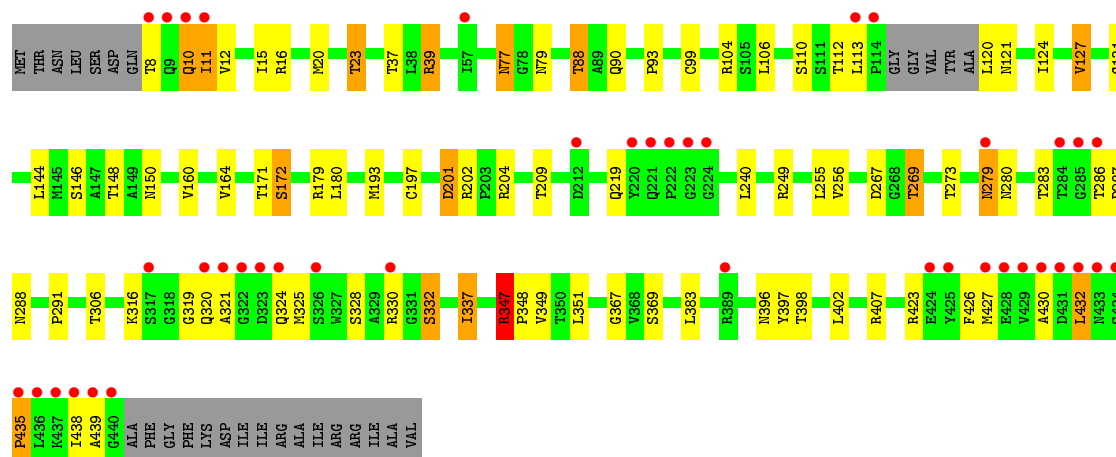 MET THR ASN LEU SER ASP GLN T8 Q9 Q10 I11 V12 I15 R16 M20 T23 T37 L38 R39 I57 N77 G78 N79 T88 A89 Q90 P93 C99 R104 S105 L106 S110 S111 T112 L113 P114 GLY GLY VAL TYR ALA L120 N121 I124 V127
L144 M145 S146 A147 T148 A149 N150 V160 V164 T171 S172 R179 L180 M193 C197 D201 R202 P203 R204 T209 D212 Q219 Y220 Q221 P222 G223 G224 L240 R249 L255 V256 D267 G268 T269 T273 N279 N280 T283 T284 G285 T286
N288 P291 T306 K316 S317 G318 G319 Q320 A321 G322 D323 Q324 M325 S326 W327 S328 A329 R330 G331 S332 I337 R347 P348 V349 T350 L351 G367 V368 S369 L383 R389 N396 Y397 T398 L402 R407 R423 E424 Y425 F426 M427 E428 V429 A430 D431 L432 N433
P435 L436 K437 I438 A439 G440 ALA PHE GLY PHE LYS ASP ILE ILE ARG ALA ILE ARG ARG ILE ALA VAL